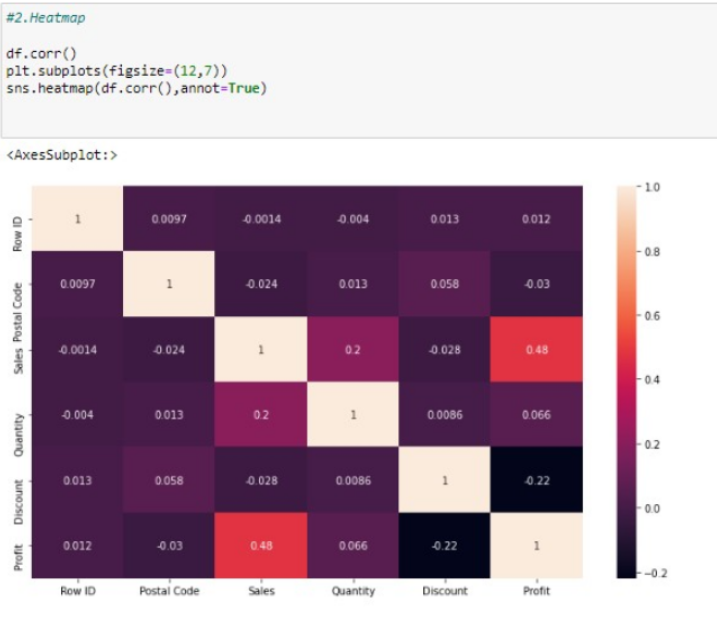 #2.Heatmap
df.corr()
plt.subplots(figsize=(12,7))
sns.heatmap(df.corr(),annot=True)
<AxesSubplot:>
Row ID 1 0.0097 -0.0014 -0.004 0.013 0.012
Postal Code 0.0097 1 -0.024 0.013 0.058 -0.03
Sales -0.0014 -0.024 1 0.2 -0.028 0.48
Quantity -0.004 0.013 0.2 1 0.0086 0.066
Discount 0.013 0.058 -0.028 0.0086 1 -0.22
Profit 0.012 -0.03 0.48 0.066 -0.22 1
Row ID Postal Code Sales Quantity Discount Profit
1.0
0.8
0.6
0.4
0.2
0.0
-0.2